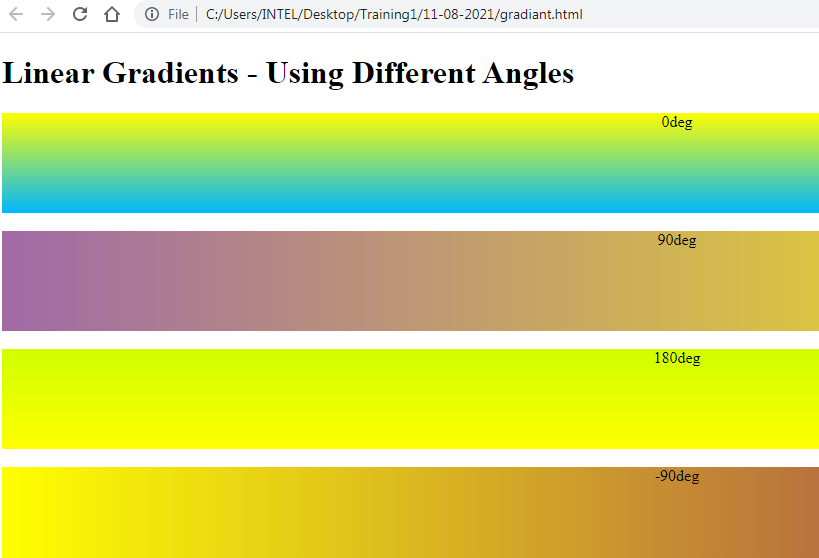 File C:/Users/INTEL/Desktop/Training1/11-08-2021/gradiant.html
Linear Gradients - Using Different Angles
0deg
90deg
180deg
-90deg